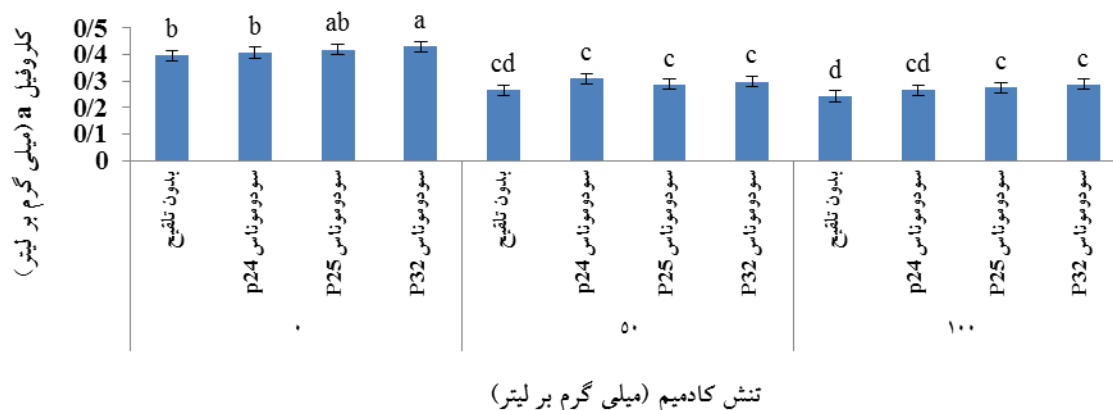 کلروفیل a (میلی گرم بر لیتر)
0/5
0/4
0/3
0/2
0/1
0
b
b
ab
a
cd
c
c
c
d
cd
c
c
بدون تلقیح
سودوموناس p24
سودوموناس P25
سودوموناس P32
بدون تلقیح
سودوموناس p24
سودوموناس P25
سودوموناس P32
بدون تلقیح
سودوموناس p24
سودوموناس P25
سودوموناس P32
۰
۵۰
۱۰۰
تنش کادمیم (میلی گرم بر لیتر)